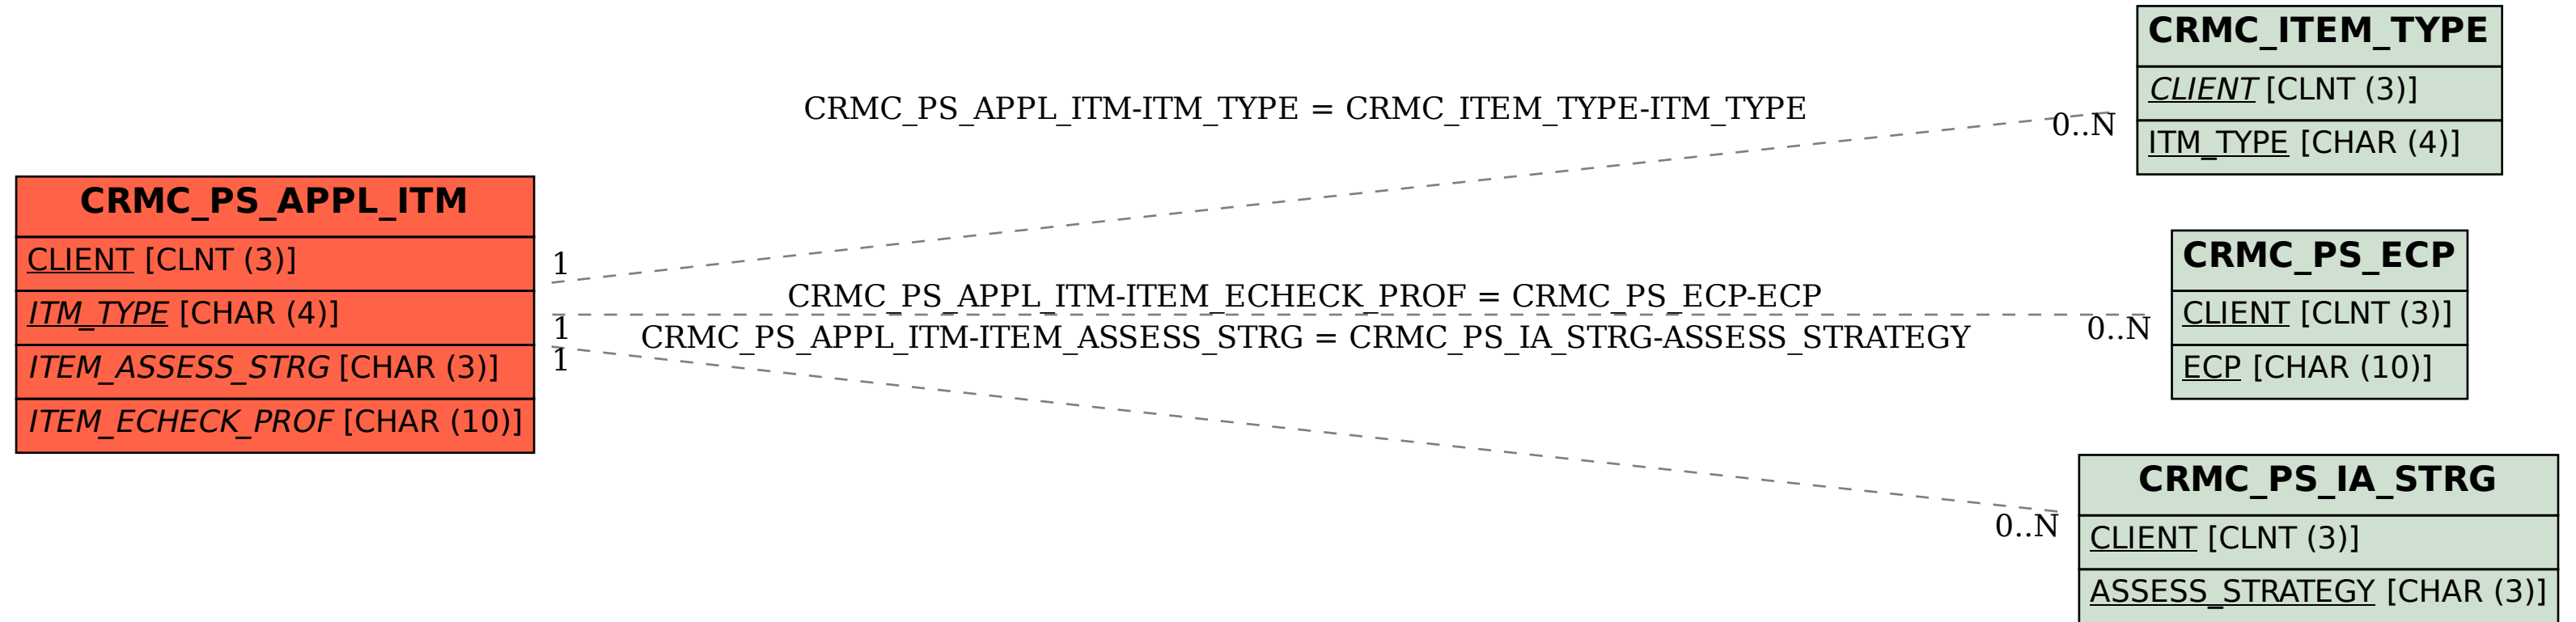 CRMC_PS_APPL_ITM
CLIENT [CLNT (3)]
ITM_TYPE [CHAR (4)]
ITEM_ASSESS_STRG [CHAR (3)]
ITEM_ECHECK_PROF [CHAR (10)]
CRMC_PS_APPL_ITM-ITM_TYPE = CRMC_ITEM_TYPE-ITM_TYPE
1
0..N
CRMC_PS_APPL_ITM-ITEM_ECHECK_PROF = CRMC_PS_ECP-ECP
1
0..N
CRMC_PS_APPL_ITM-ITEM_ASSESS_STRG = CRMC_PS_IA_STRG-ASSESS_STRATEGY
1
0..N
CRMC_ITEM_TYPE
CLIENT [CLNT (3)]
ITM_TYPE [CHAR (4)]
CRMC_PS_ECP
CLIENT [CLNT (3)]
ECP [CHAR (10)]
CRMC_PS_IA_STRG
CLIENT [CLNT (3)]
ASSESS_STRATEGY [CHAR (3)]